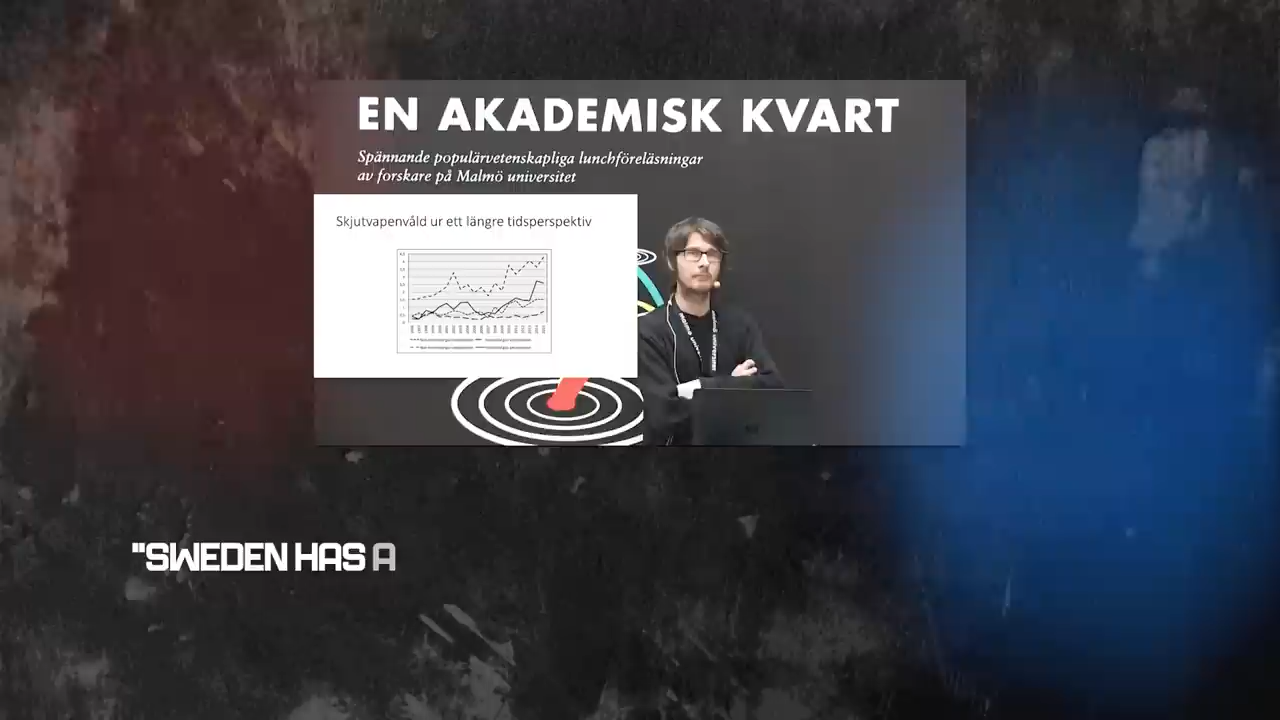 EN AKADEMISK KVART
Spännande populärvetenskapliga lunchföreläsningar
av forskare på Malmö universitet
Skjutvapenvåld ur ett längre tidsperspektiv
"SWEDEN HAS A